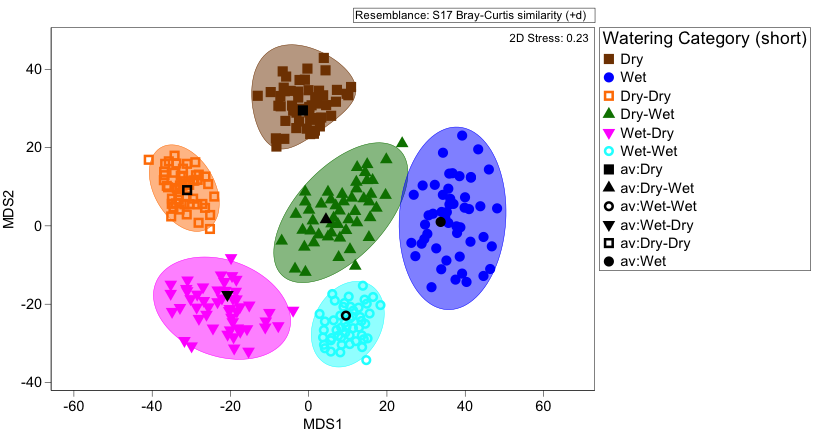 Resemblance: S17 Bray-Curtis similarity (+d)
2D Stress: 0.23
Watering Category (short)
Dry
Wet
Dry-Dry
Dry-Wet
Wet-Dry
Wet-Wet
av:Dry
av:Dry-Wet
av:Wet-Wet
av:Wet-Dry
av:Dry-Dry
av:Wet
MDS2
40
20
0
-20
-40
-60
-40
-20
0
20
40
60
MDS1